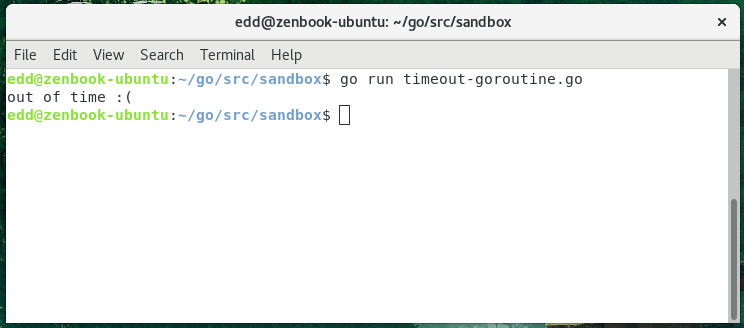 edd@zenbook-ubuntu: ~/go/src/sandbox
File Edit View Search Terminal Help
edd@zenbook-ubuntu:~/go/src/sandbox$ go run timeout-goroutine.go
out of time :(
edd@zenbook-ubuntu:~/go/src/sandbox$